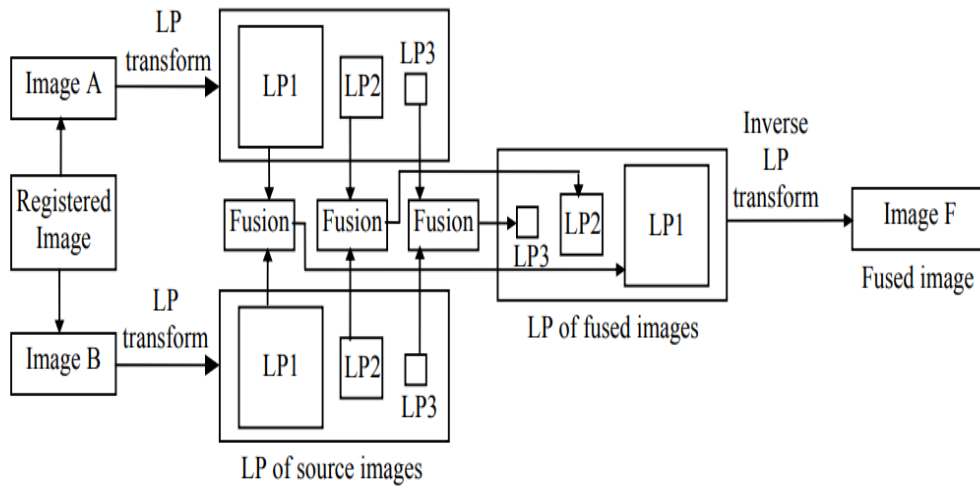 LP
transform
Image A
LP1
LP2
LP3
Registered
Image
Fusion
Fusion
Fusion
LP3
LP2
LP1
Inverse
LP
transform
Image F
Fused image
LP of fused images
LP
transform
Image B
LP1
LP2
LP3
LP of source images